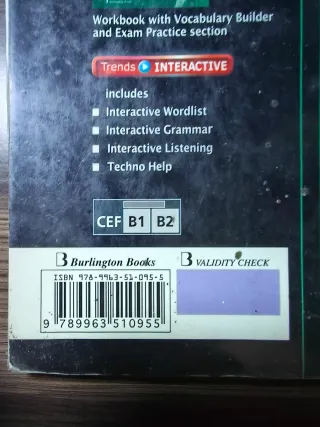 Workbook with Vocabulary Builder
and Exam Practice section
Trends INTERACTIVE
includes
Interactive Wordlist
Interactive Grammar
Interactive Listening
Techno Help
CEF B1 B2
B Burlington Books
B VALIDITY CHECK
ISBN 978-9963-51-095-5
9 789963 510955